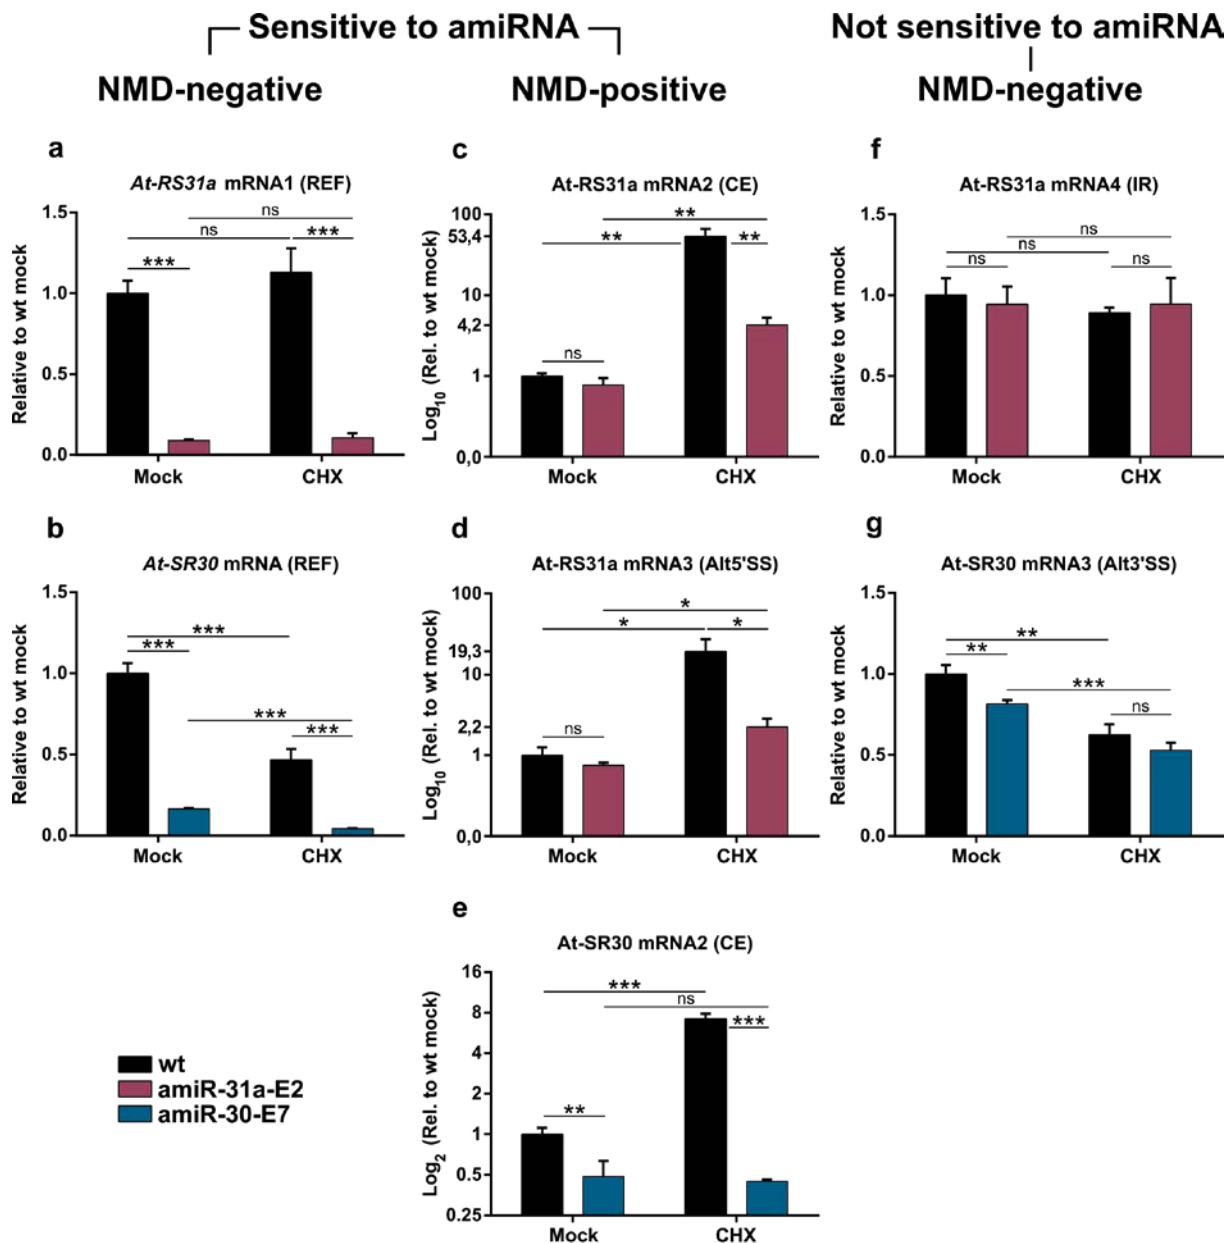 Sensitive to amiRNA
Not sensitive to amiRNA
NMD-negative
NMD-positive
NMD-negative
a
At-RS31a mRNA1 (REF)
Relative to wt mock
1.5
1.0
0.5
0.0
ns
ns
***
***
Mock
CHX
c
At-RS31a mRNA2 (CE)
Log10 (Rel. to wt mock)
100
53,4
10
4,2
1
0,0
**
**
**
ns
Mock
CHX
f
At-RS31a mRNA4 (IR)
Relative to wt mock
1.5
1.0
0.5
0.0
ns
ns
ns
ns
Mock
CHX
b
At-SR30 mRNA (REF)
Relative to wt mock
1.5
1.0
0.5
0.0
***
***
***
***
Mock
CHX
d
At-RS31a mRNA3 (Alt5'SS)
Log10 (Rel. to wt mock)
100
19,3
10
2,2
1
0,0
*
*
*
ns
Mock
CHX
g
At-SR30 mRNA3 (Alt3'SS)
Relative to wt mock
1.5
1.0
0.5
0.0
**
**
***
ns
Mock
CHX
e
At-SR30 mRNA2 (CE)
Log2 (Rel. to wt mock)
16
8
4
2
1
0.5
0.25
***
ns
***
**
Mock
CHX
wt
amiR-31a-E2
amiR-30-E7